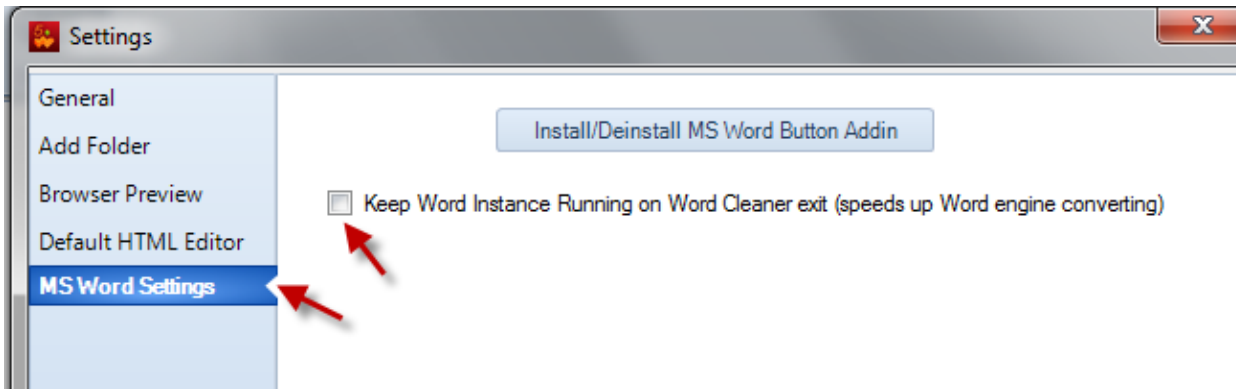 Settings
General
Add Folder
Browser Preview
Default HTML Editor
MS Word Settings
Install/Deinstall MS Word Button Addin
Keep Word Instance Running on Word Cleaner exit (speeds up Word engine converting)